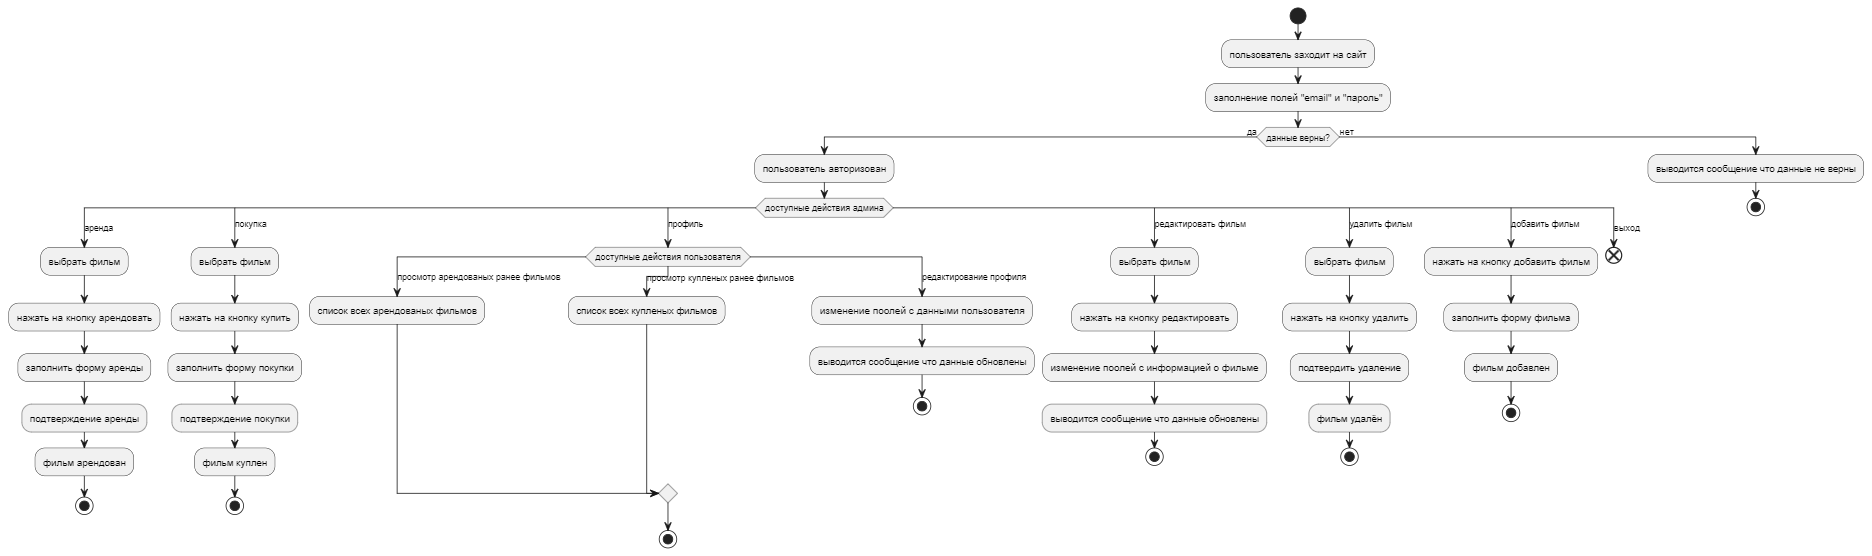 пользователь заходит на сайт
заполнение полей "email" и "пароль"
да
данные верны?
нет
пользователь авторизован
выводится сообщение что данные не верны
доступные действия админа
аренда
покупка
профиль
редактировать фильм
удалить фильм
добавить фильм
выход
выбрать фильм
выбрать фильм
доступные действия пользователя
выбрать фильм
выбрать фильм
нажать на кнопку добавить фильм
просмотр арендованых ранее фильмов
просмотр купленых ранее фильмов
редактирование профиля
нажать на кнопку арендовать
нажать на кнопку купить
список всех арендованых фильмов
список всех купленых фильмов
изменение поолей с данными пользователя
нажать на кнопку редактировать
нажать на кнопку удалить
заполнить форму фильма
заполнить форму аренды
заполнить форму покупки
выводится сообщение что данные обновлены
изменение поолей с информацией о фильме
подтвердить удаление
фильм добавлен
подтверждение аренды
подтверждение покупки
выводится сообщение что данные обновлены
фильм удалён
фильм арендован
фильм куплен